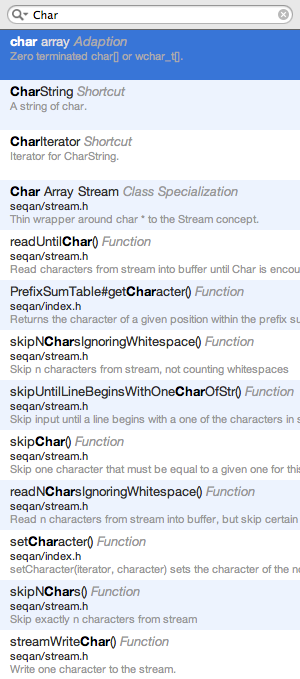 Char
char array Adaption
Zero terminated char[] or wchar_t[].
CharString Shortcut
A string of char.
CharIterator Shortcut
Iterator for CharString.
Char Array Stream Class Specialization
seqan/stream.h
Thin wrapper around char * to the Stream concept.
readUntilChar() Function
seqan/stream.h
Read characters from stream into buffer until Char is encou
PrefixSumTable#getCharacter() Function
seqan/index.h
Returns the character of a given position within the prefix su
skipNCharsIgnoringWhitespace() Function
seqan/stream.h
Skip n characters from stream, not counting whitespaces
skipUntilLineBeginsWithOneCharOfStr() Function
seqan/stream.h
Skip input until a line begins with a one of the characters in s
skipChar() Function
seqan/stream.h
Skip one character that must be equal to a given one for this
readNCharsIgnoringWhitespace() Function
seqan/stream.h
Read n characters from stream into buffer, but skip certain
setCharacter() Function
seqan/index.h
setCharacter(iterator, character) sets the character of the no
skipNChars() Function
seqan/stream.h
Skip exactly n characters from stream
streamWriteChar() Function
seqan/stream.h
Write one character to the stream.